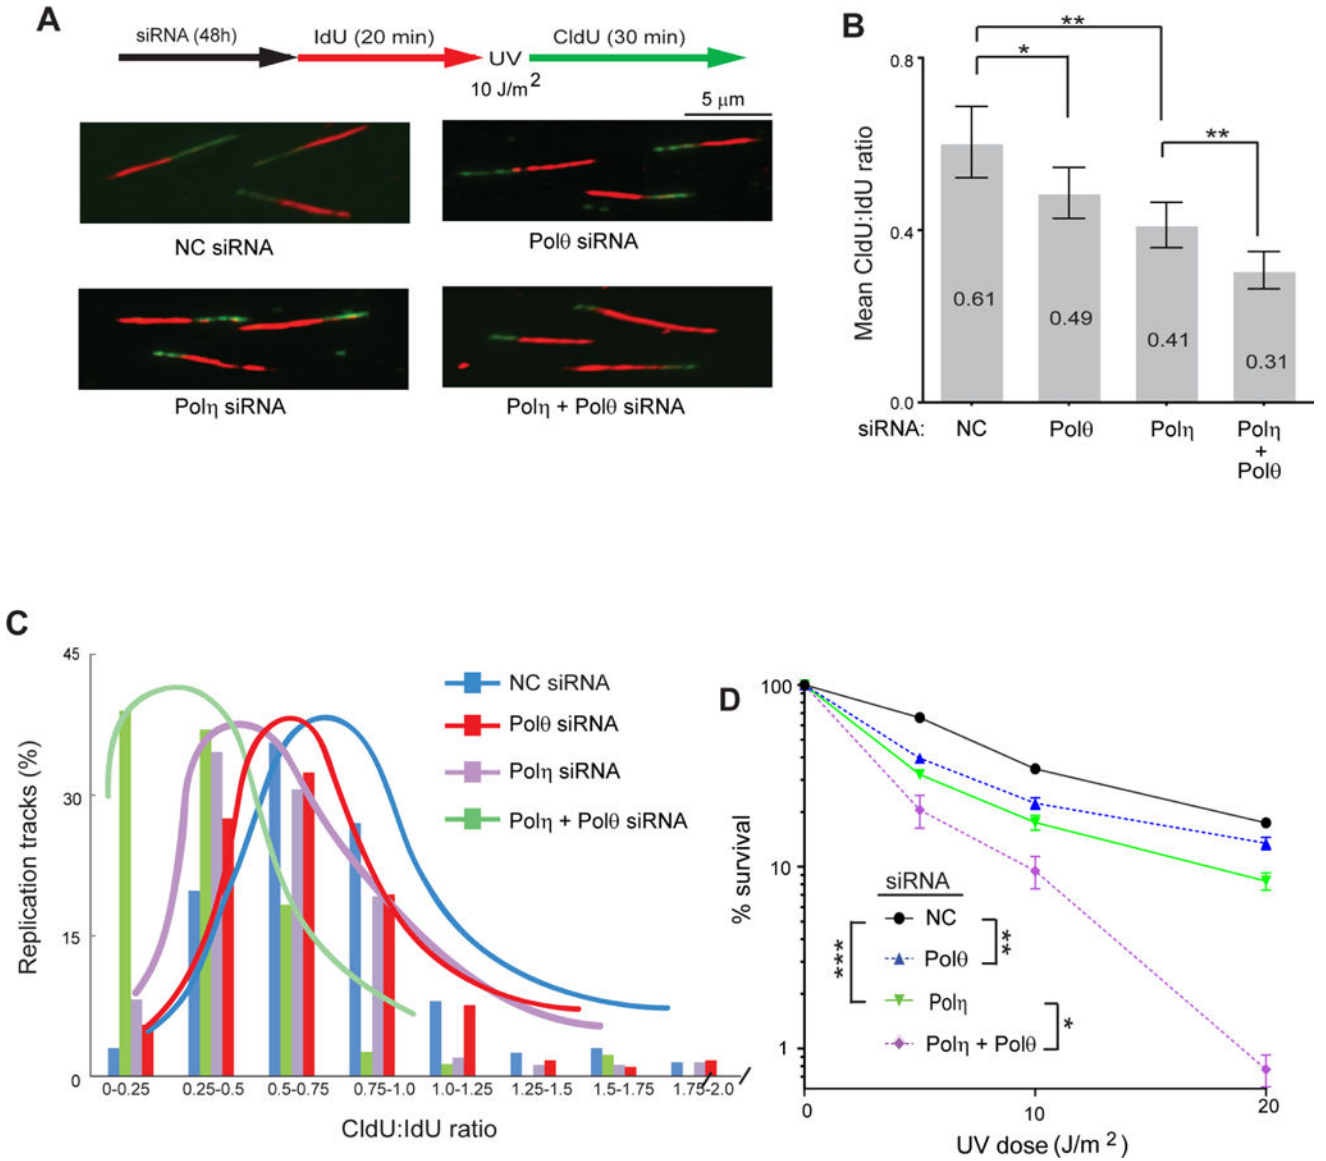 A
siRNA (48h)
IdU (20 min)
UV
CldU (30 min)
10 J/m2
5 μm
NC siRNA
Polθ siRNA
Polη siRNA
Polη + Polθ siRNA
B
**
*
**
0.8
0.4
0.0
Mean CldU:IdU ratio
0.61
0.49
0.41
0.31
siRNA:
NC
Polθ
Polη
Polη
+
Polθ
C
45
30
15
0
Replication tracks (%)
NC siRNA
Polθ siRNA
Polη siRNA
Polη + Polθ siRNA
0-0.25
0.25-0.5
0.5-0.75
0.75-1.0
1.0-1.25
1.25-1.5
1.5-1.75
1.75-2.0
CldU:IdU ratio
D
100
10
1
% survival
siRNA
NC
Polθ
Polη
Polη + Polθ
***
**
*
0
10
20
UV dose (J/m2)